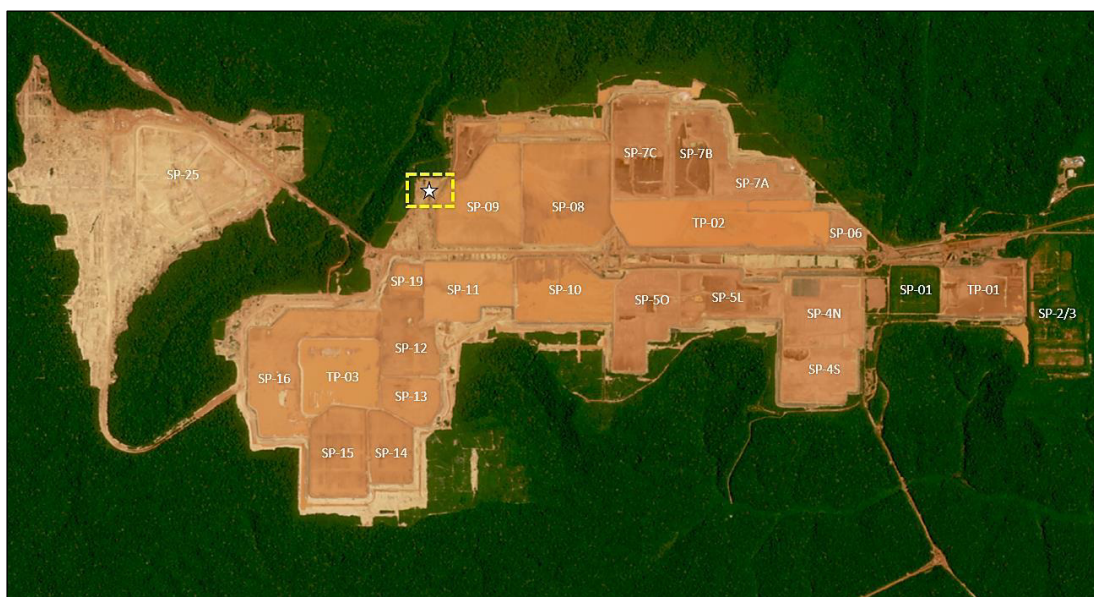 SP-7C
SP-7B
SP-25
SP-7A
SP-09
SP-08
TP-02
SP-06
SP-19
SP-11
SP-10
SP-5O
SP-5L
SP-4N
SP-01
TP-01
SP-2/3
SP-12
SP-16
TP-03
SP-4S
SP-13
SP-15
SP-14